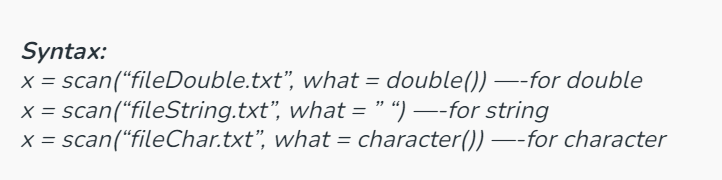 Syntax:
x = scan(“fileDouble.txt”, what = double()) —-for double
x = scan(“fileString.txt”, what = ” “) —-for string
x = scan(“fileChar.txt”, what = character()) —-for character